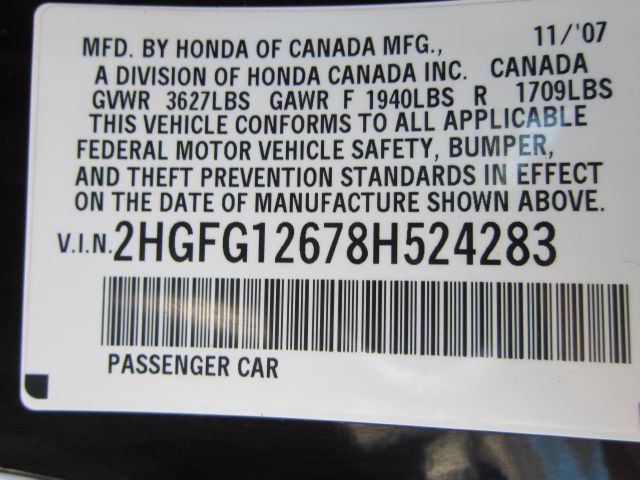 MFD. BY HONDA OF CANADA MFG., 11/'07
A DIVISION OF HONDA CANADA INC. CANADA
GVWR 3627LBS GAWR F 1940LBS R 1709LBS
THIS VEHICLE CONFORMS TO ALL APPLICABLE
FEDERAL MOTOR VEHICLE SAFETY, BUMPER,
AND THEFT PREVENTION STANDARDS IN EFFECT
ON THE DATE OF MANUFACTURE SHOWN ABOVE.
V.I.N. 2HGFG12678H524283
PASSENGER CAR